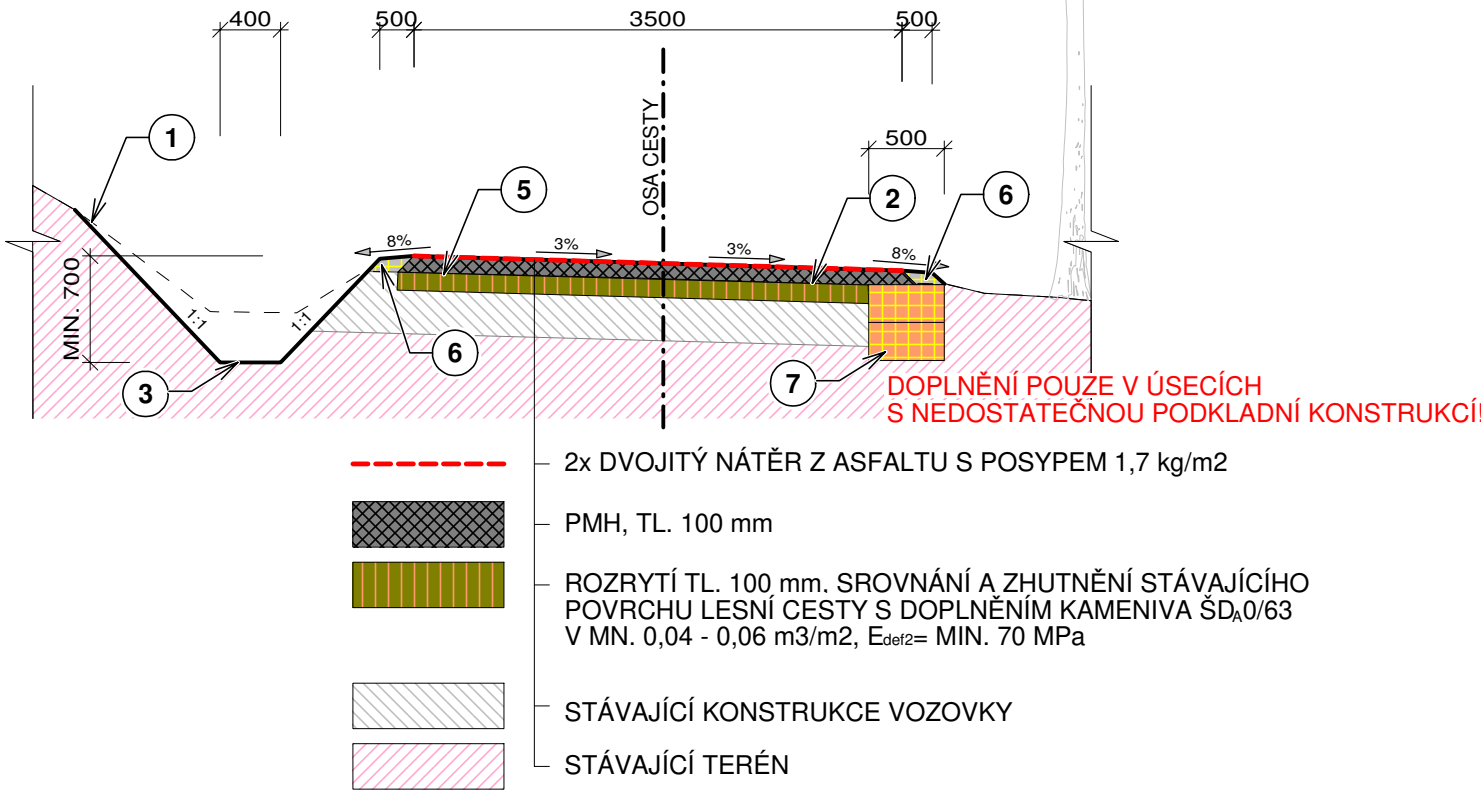 400
500
3500
500
1
OSA CESTY
500
5
2
6
8%
3%
3%
8%
MIN. 700
1:1
1:1
6
3
7
DOPLNĚNÍ POUZE V ÚSECÍCH
S NEDOSTATEČNOU PODKLADNÍ KONSTRUKCÍ!
2x DVOJITÝ NÁTĚR Z ASFALTU S POSYPEM 1,7 kg/m2
PMH, TL. 100 mm
ROZRYTÍ TL. 100 mm, SROVNÁNÍ A ZHUTNĚNÍ STÁVAJÍCÍHO
POVRCHU LESNÍ CESTY S DOPLNĚNÍM KAMENIVA ŠDA0/63
V MN. 0,04 - 0,06 m3/m2, Edef2= MIN. 70 MPa
STÁVAJÍCÍ KONSTRUKCE VOZOVKY
STÁVAJÍCÍ TERÉN